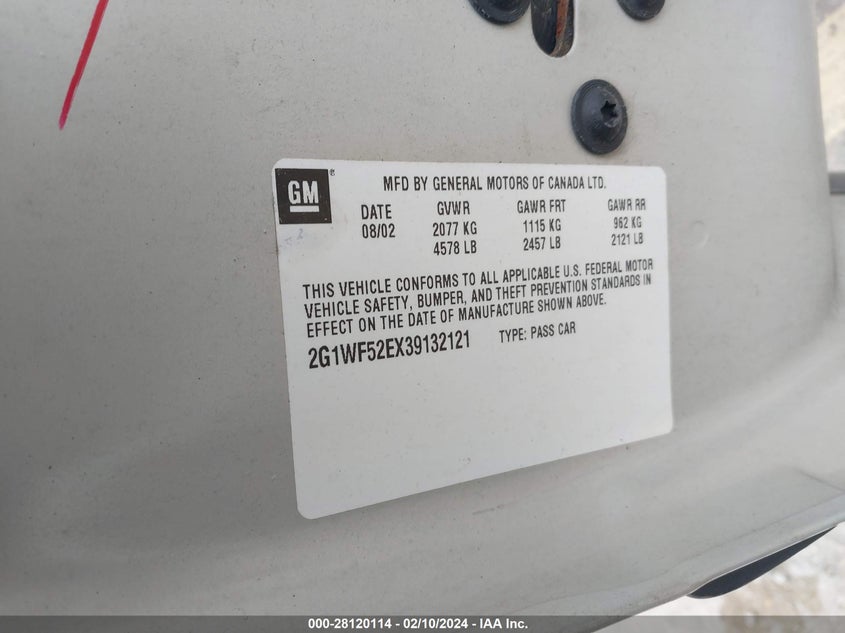 GM
MFD BY GENERAL MOTORS OF CANADA LTD.
DATE GVWR GAWR FRT GAWR RR
08/02 2077 KG 1115 KG 962 KG
4578 LB 2457 LB 2121 LB
THIS VEHICLE CONFORMS TO ALL APPLICABLE U.S. FEDERAL MOTOR
VEHICLE SAFETY, BUMPER, AND THEFT PREVENTION STANDARDS IN
EFFECT ON THE DATE OF MANUFACTURE SHOWN ABOVE.
2G1WF52EX39132121 TYPE: PASS CAR
000-28120114 - 02/10/2024 - IAA Inc.